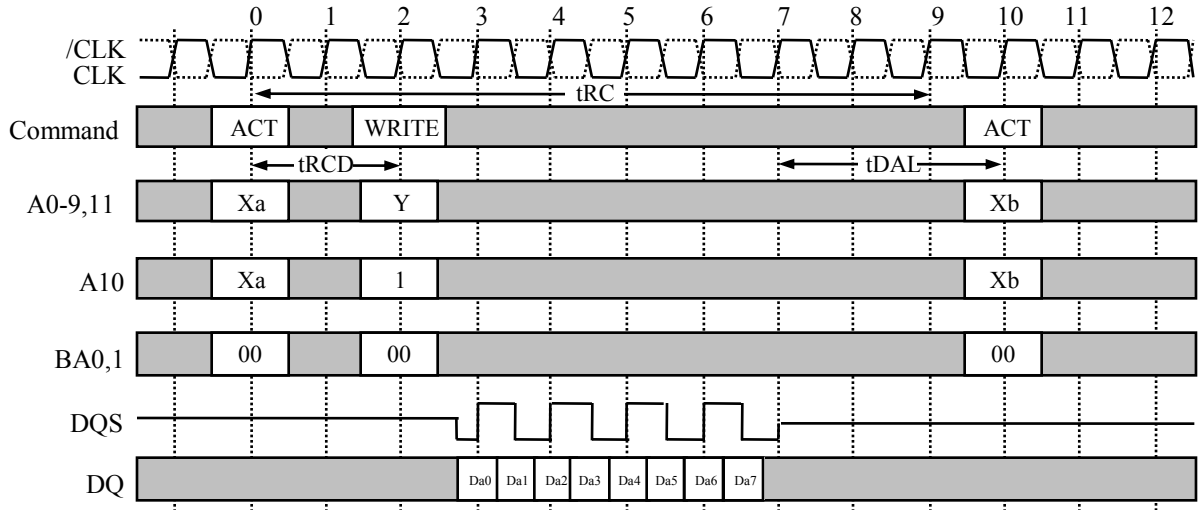 0 1 2 3 4 5 6 7 8 9 10 11 12
/CLK
CLK
tRC
Command ACT WRITE ACT
tRCD tDAL
A0-9,11 Xa Y Xb
A10 Xa 1 Xb
BA0,1 00 00 00
DQS
DQ Da0 Da1 Da2 Da3 Da4 Da5 Da6 Da7